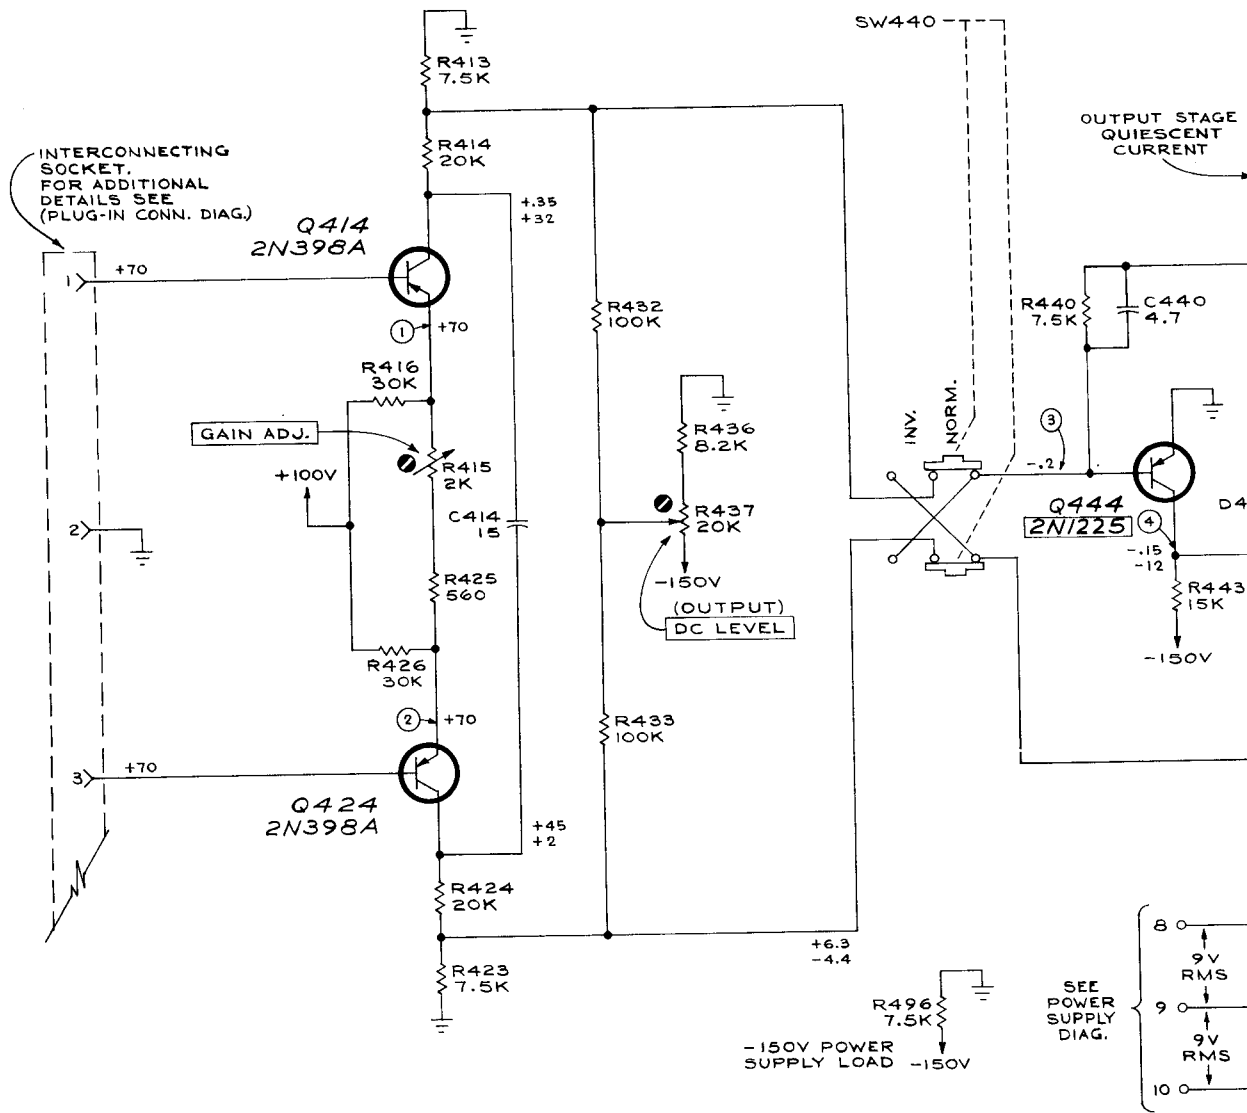 SW440
R413
7.5K
OUTPUT STAGE
QUIESCENT
CURRENT
INTERCONNECTING
SOCKET.
FOR ADDITIONAL
DETAILS SEE
(PLUG-IN CONN. DIAG.)
R414
20K
+.35
+32
Q414
2N398A
1
+70
1
+70
R432
100K
R440
7.5K
C440
4.7
R416
30K
GAIN ADJ.
R415
2K
+100V
R436
8.2K
INV.
NORM.
3
-.2
R437
20K
C414
15
Q444
2N1225
4
D4
2
-.15
-12
R425
560
-150V
(OUTPUT)
DC LEVEL
R443
15K
-150V
R426
30K
2
+70
R433
100K
3
+70
Q424
2N398A
+45
+2
R424
20K
+6.3
-4.4
R423
7.5K
R496
7.5K
-150V POWER
SUPPLY LOAD
-150V
SEE
POWER
SUPPLY
DIAG.
8
9V
RMS
9
9V
RMS
10